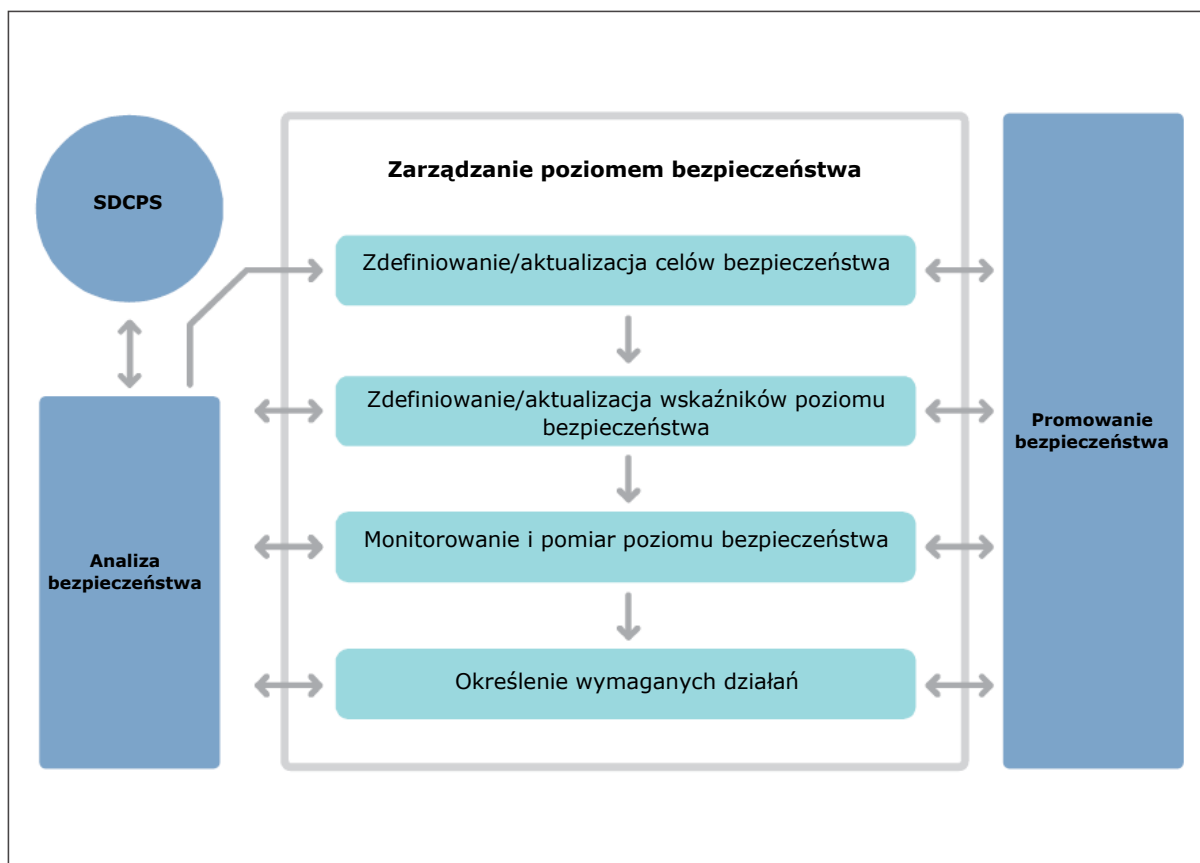 Zarządzanie poziomem bezpieczeństwa
SDCPS
Zdefiniowanie/aktualizacja celów bezpieczeństwa
Zdefiniowanie/aktualizacja wskaźników poziomu
bezpieczeństwa
Promowanie
bezpieczeństwa
Monitorowanie i pomiar poziomu bezpieczeństwa
Analiza
bezpieczeństwa
Określenie wymaganych działań